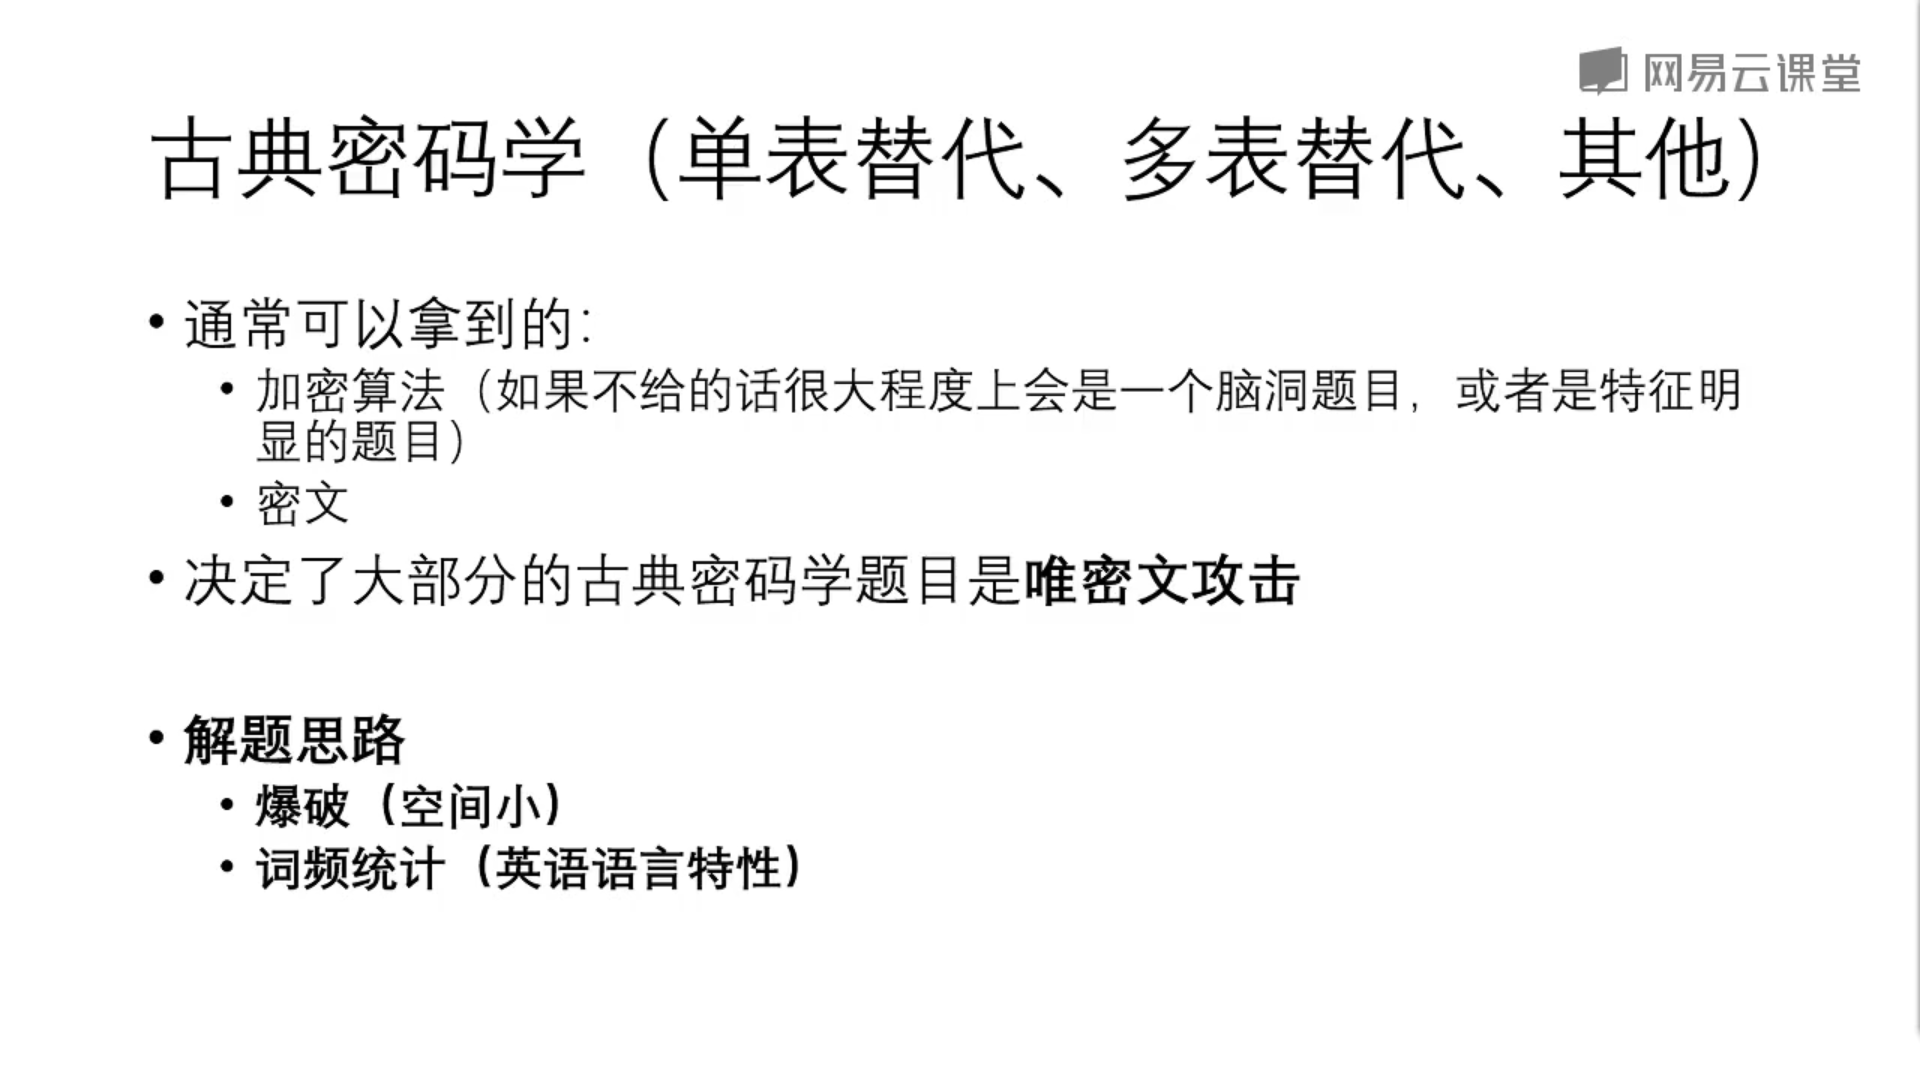 网易云课堂
古典密码学（单表替代、多表替代、其他）
• 通常可以拿到的：
• 加密算法（如果不给的话很大程度上会是一个脑洞题目，或者是特征明
显的题目）
• 密文
• 决定了大部分的古典密码学题目是唯密文攻击
• 解题思路
• 爆破（空间小）
• 词频统计（英语语言特性）